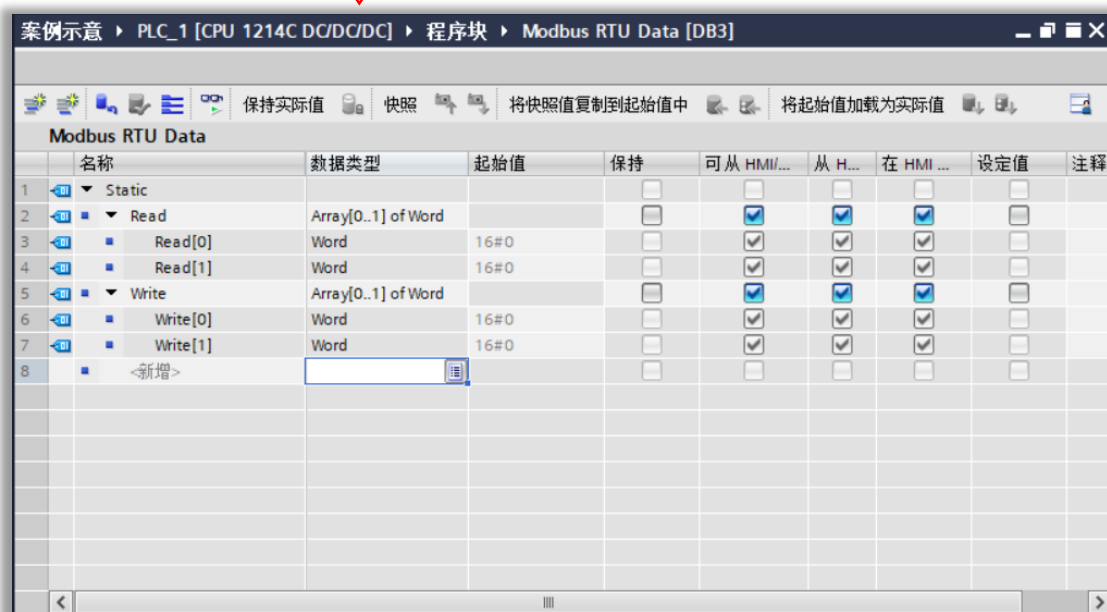 案例示意 ▸ PLC_1 [CPU 1214C DC/DC/DC] ▸ 程序块 ▸ Modbus RTU Data [DB3]
保持实际值 快照 将快照值复制到起始值中 将起始值加载为实际值
Modbus RTU Data
名称 数据类型 起始值 保持 可从 HMI/... 从 H... 在 HMI ... 设定值 注释
1 Static
2 Read Array[0..1] of Word
3 Read[0] Word 16#0
4 Read[1] Word 16#0
5 Write Array[0..1] of Word
6 Write[0] Word 16#0
7 Write[1] Word 16#0
8 <新增>